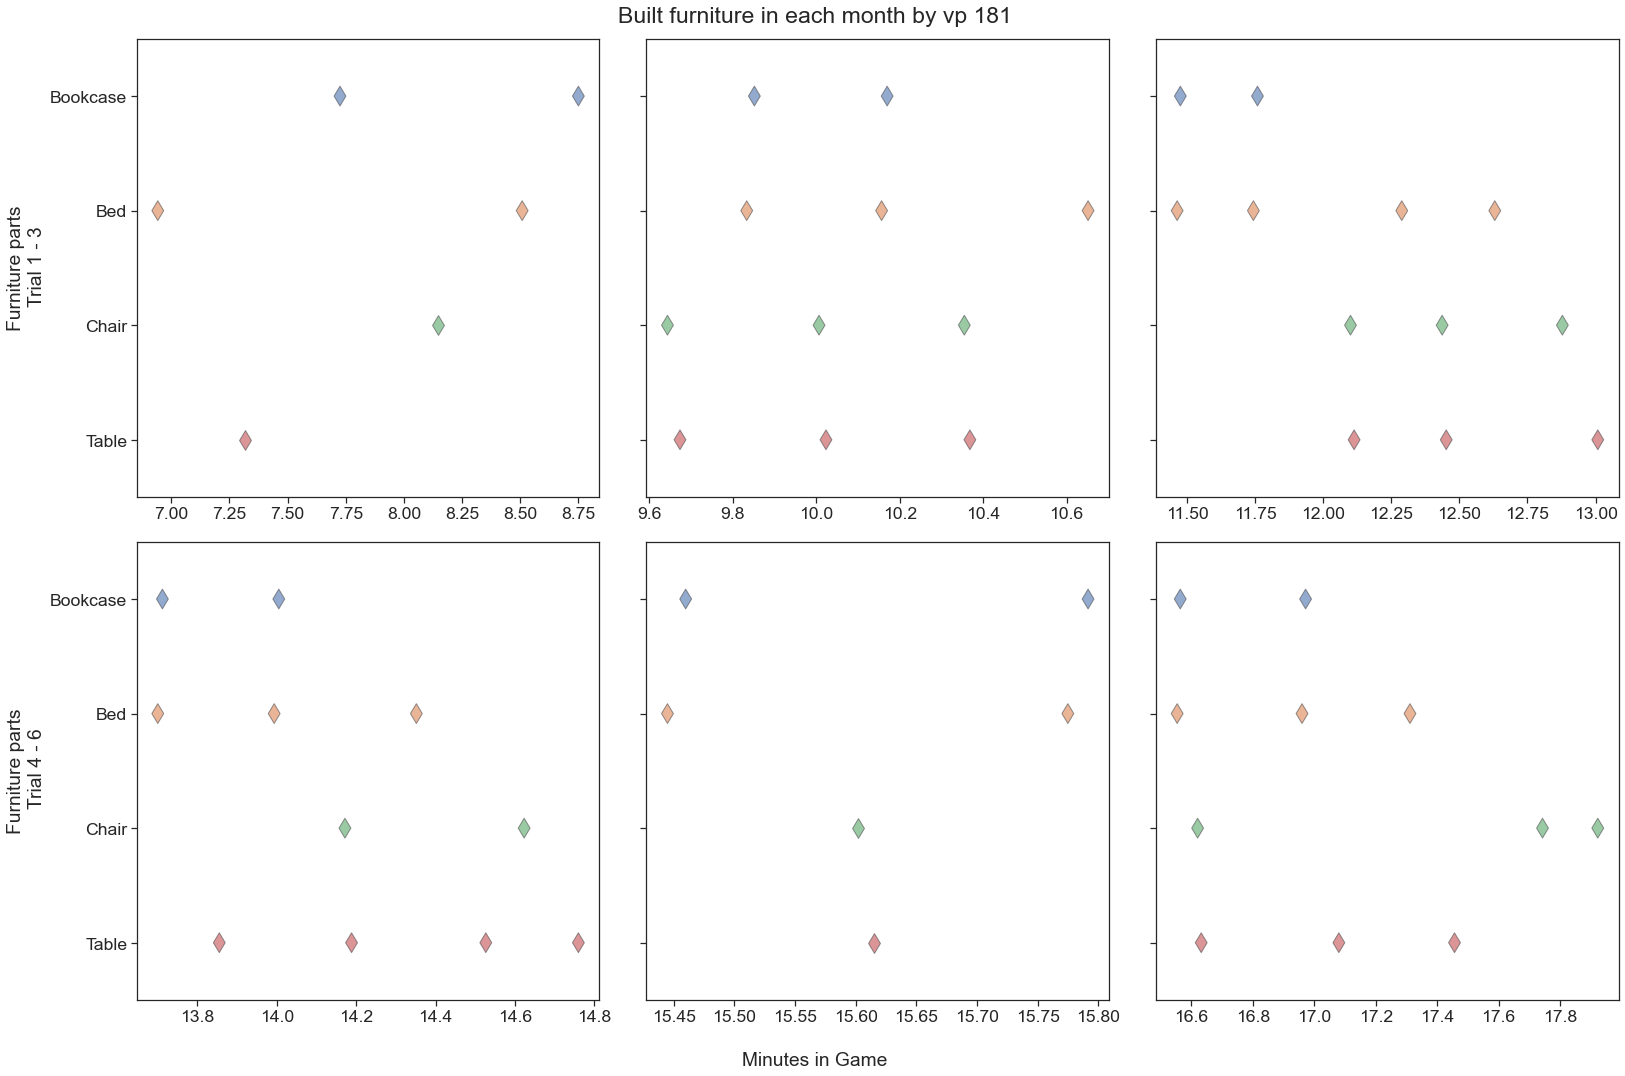 Built furniture in each month by vp 181
Furniture parts
Trial 1 - 3
Bookcase
Bed
Chair
Table
7.00 7.25 7.50 7.75 8.00 8.25 8.50 8.75
9.6 9.8 10.0 10.2 10.4 10.6
11.50 11.75 12.00 12.25 12.50 12.75 13.00
Furniture parts
Trial 4 - 6
Bookcase
Bed
Chair
Table
13.8 14.0 14.2 14.4 14.6 14.8
15.45 15.50 15.55 15.60 15.65 15.70 15.75 15.80
16.6 16.8 17.0 17.2 17.4 17.6 17.8
Minutes in Game